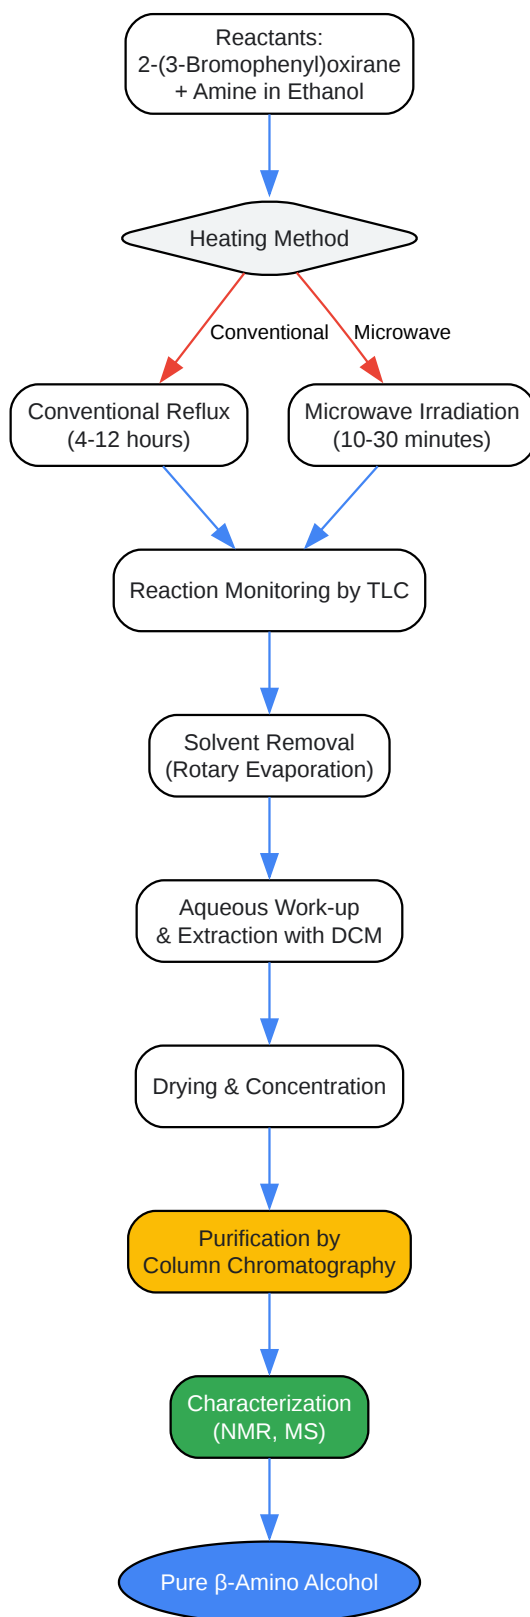 Reactants:
2-(3-Bromophenyl)oxirane
+ Amine in Ethanol
Heating Method
Conventional
Microwave
Conventional Reflux
(4-12 hours)
Microwave Irradiation
(10-30 minutes)
Reaction Monitoring by TLC
Solvent Removal
(Rotary Evaporation)
Aqueous Work-up
& Extraction with DCM
Drying & Concentration
Purification by
Column Chromatography
Characterization
(NMR, MS)
Pure β-Amino Alcohol